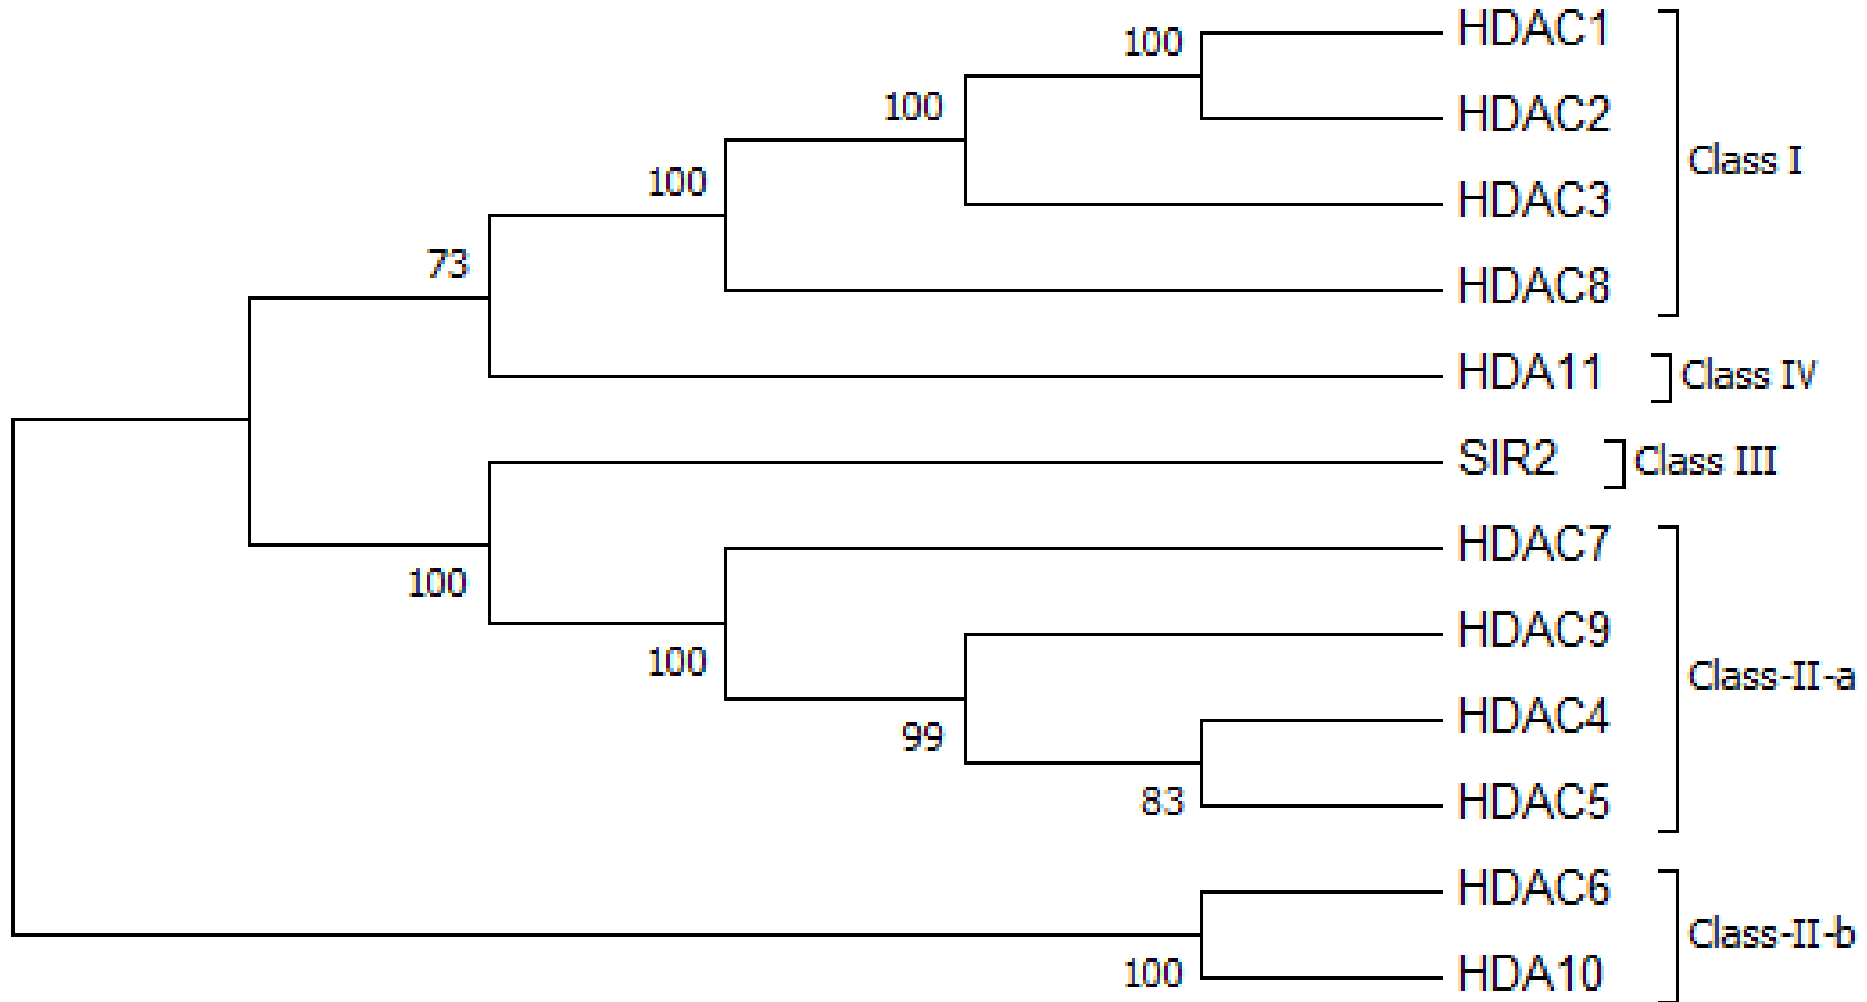 HDAC1
100
HDAC2
100
Class I
100
HDAC3
73
HDAC8
HDA11
Class IV
SIR2
Class III
HDAC7
100
HDAC9
100
Class-II-a
HDAC4
99
HDAC5
83
HDAC6
Class-II-b
HDA10
100